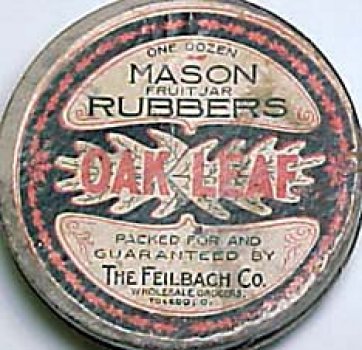 ONE DOZEN
MASON
FRUIT JAR
RUBBERS
OAK LEAF
PACKED FOR AND
GUARANTEED BY
THE FEILBACH CO.
WHOLESALE GROCERS,
TOLEDO, O.